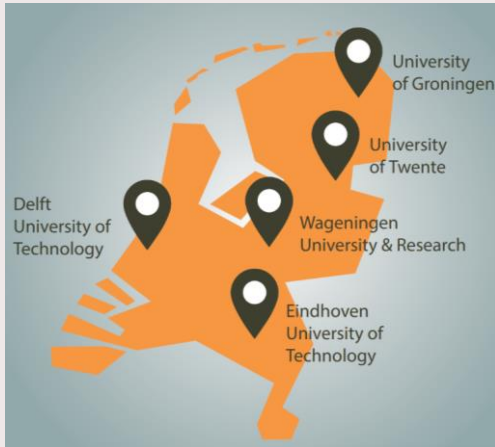 University
of Groningen
University
of Twente
Delft
University of
Technology
Wageningen
University & Research
Eindhoven
University of
Technology